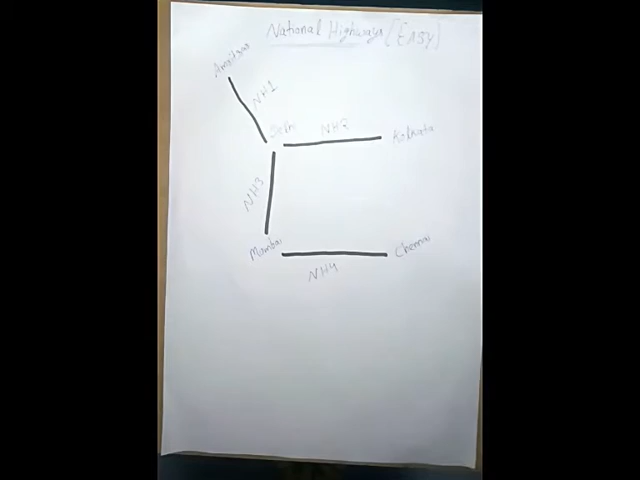 National Highways [EASY]
Amritsar
NH1
Delhi
NH2
Kolkata
NH3
Mumbai
Chennai
NH4